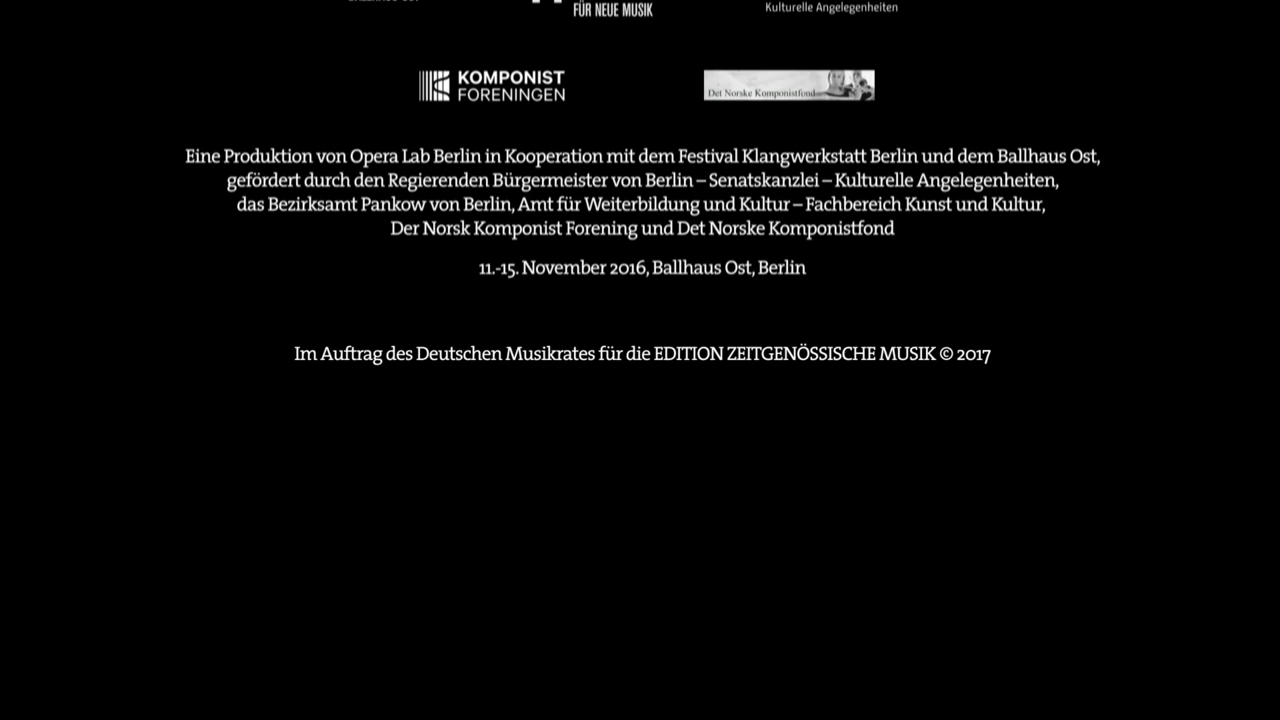 FÜR NEUE MUSIK
Kulturelle Angelegenheiten
KOMPONIST
FORENINGEN
Det Norske Komponistfond
Eine Produktion von Opera Lab Berlin in Kooperation mit dem Festival Klangwerkstatt Berlin und dem Ballhaus Ost,
gefördert durch den Regierenden Bürgermeister von Berlin – Senatskanzlei – Kulturelle Angelegenheiten,
das Bezirksamt Pankow von Berlin, Amt für Weiterbildung und Kultur – Fachbereich Kunst und Kultur,
Der Norsk Komponist Forening und Det Norske Komponistfond
11.-15. November 2016, Ballhaus Ost, Berlin
Im Auftrag des Deutschen Musikrates für die EDITION ZEITGENÖSSISCHE MUSIK © 2017